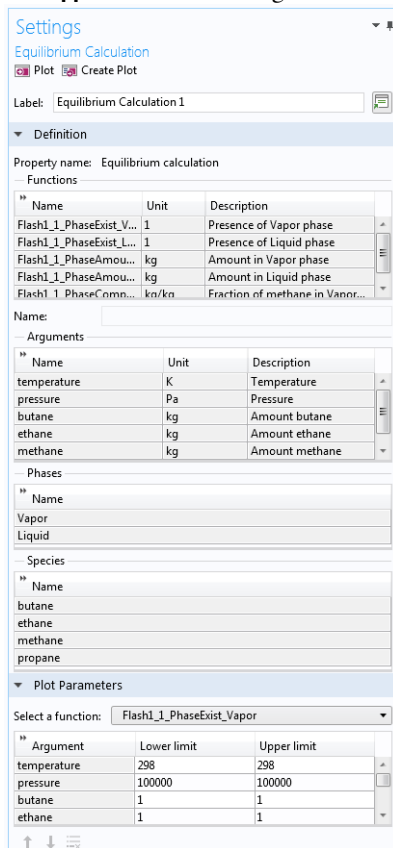 Settings
Equilibrium Calculation
Plot Create Plot
Label: Equilibrium Calculation 1
Definition
Property name: Equilibrium calculation
Functions
Name Unit Description
Flash1_1_PhaseExist_V... 1 Presence of Vapor phase
Flash1_1_PhaseExist_L... 1 Presence of Liquid phase
Flash1_1_PhaseAmou... kg Amount in Vapor phase
Flash1_1_PhaseAmou... kg Amount in Liquid phase
Flash1_1_PhaseComp... kg/kg Fraction of methane in Vapor...
Name:
Arguments
Name Unit Description
temperature K Temperature
pressure Pa Pressure
butane kg Amount butane
ethane kg Amount ethane
methane kg Amount methane
Phases
Name
Vapor
Liquid
Species
Name
butane
ethane
methane
propane
Plot Parameters
Select a function: Flash1_1_PhaseExist_Vapor
Argument Lower limit Upper limit
temperature 298 298
pressure 100000 100000
butane 1 1
ethane 1 1